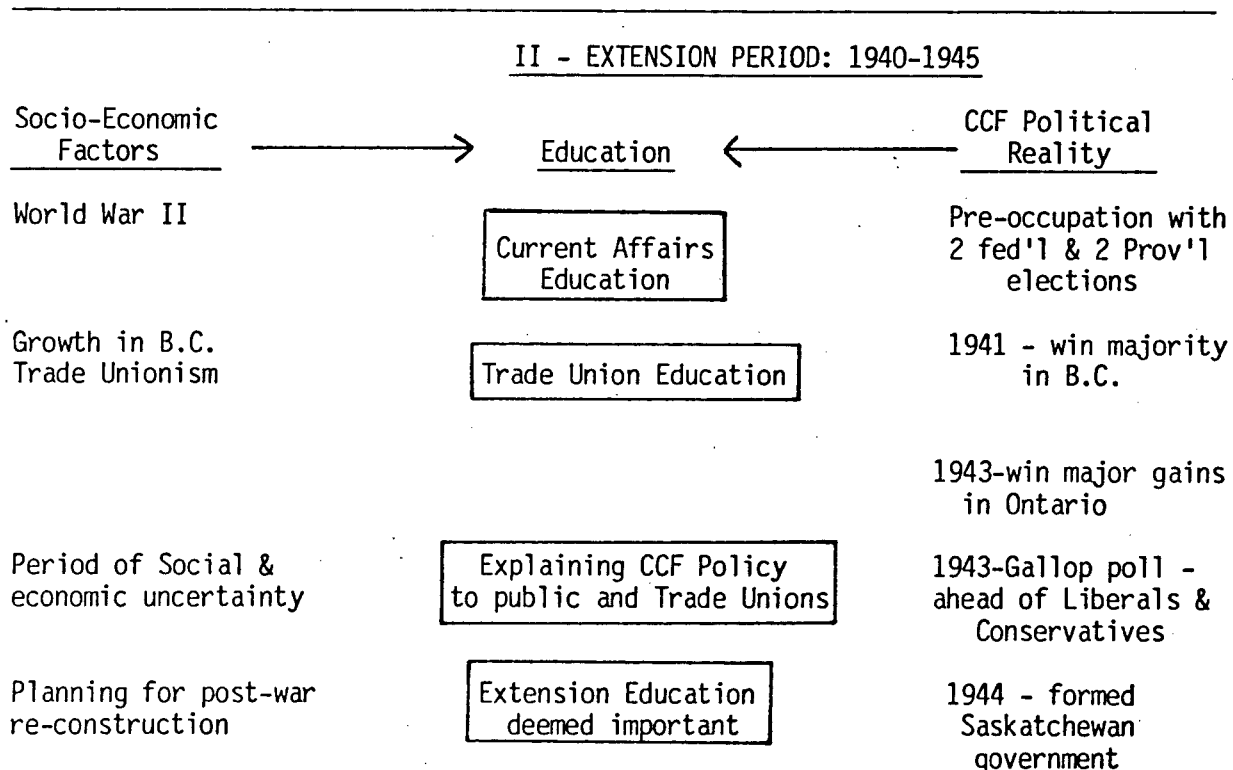 II - EXTENSION PERIOD: 1940-1945
Socio-Economic
Factors
Education
CCF Political
Reality
World War II
Current Affairs
Education
Pre-occupation with
2 fed'l & 2 Prov'l
elections
Growth in B.C.
Trade Unionism
Trade Union Education
1941 - win majority
in B.C.
1943-win major gains
in Ontario
Period of Social &
economic uncertainty
Explaining CCF Policy
to public and Trade Unions
1943-Gallop poll -
ahead of Liberals &
Conservatives
Planning for post-war
re-construction
Extension Education
deemed important
1944 - formed
Saskatchewan
government